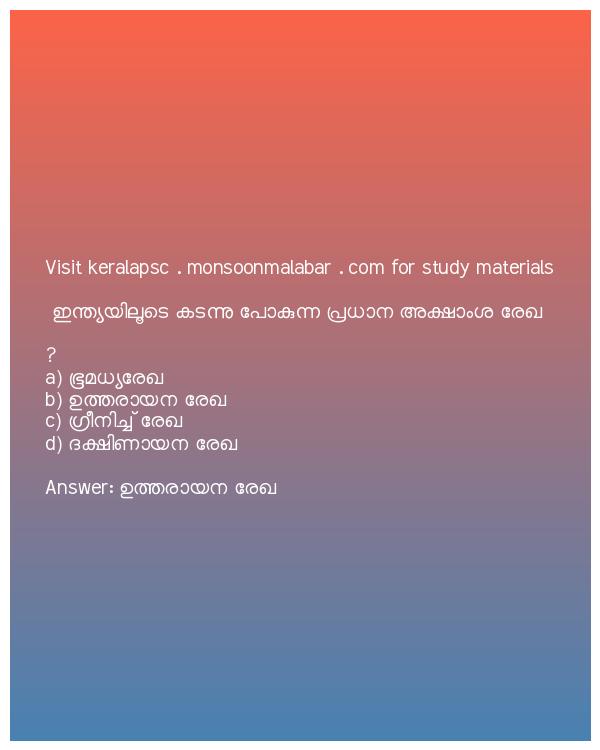 Visit keralapsc . monsoonmalabar . com for study materials
ഇന്ത്യയിലൂടെ കടന്നു പോകുന്ന പ്രധാന അക്ഷാംശ രേഖ
?
a) ഭൂമധ്യരേഖ
b) ഉത്തരായന രേഖ
c) ഗ്രീനിച്ച് രേഖ
d) ദക്ഷിണായന രേഖ
Answer: ഉത്തരായന രേഖ